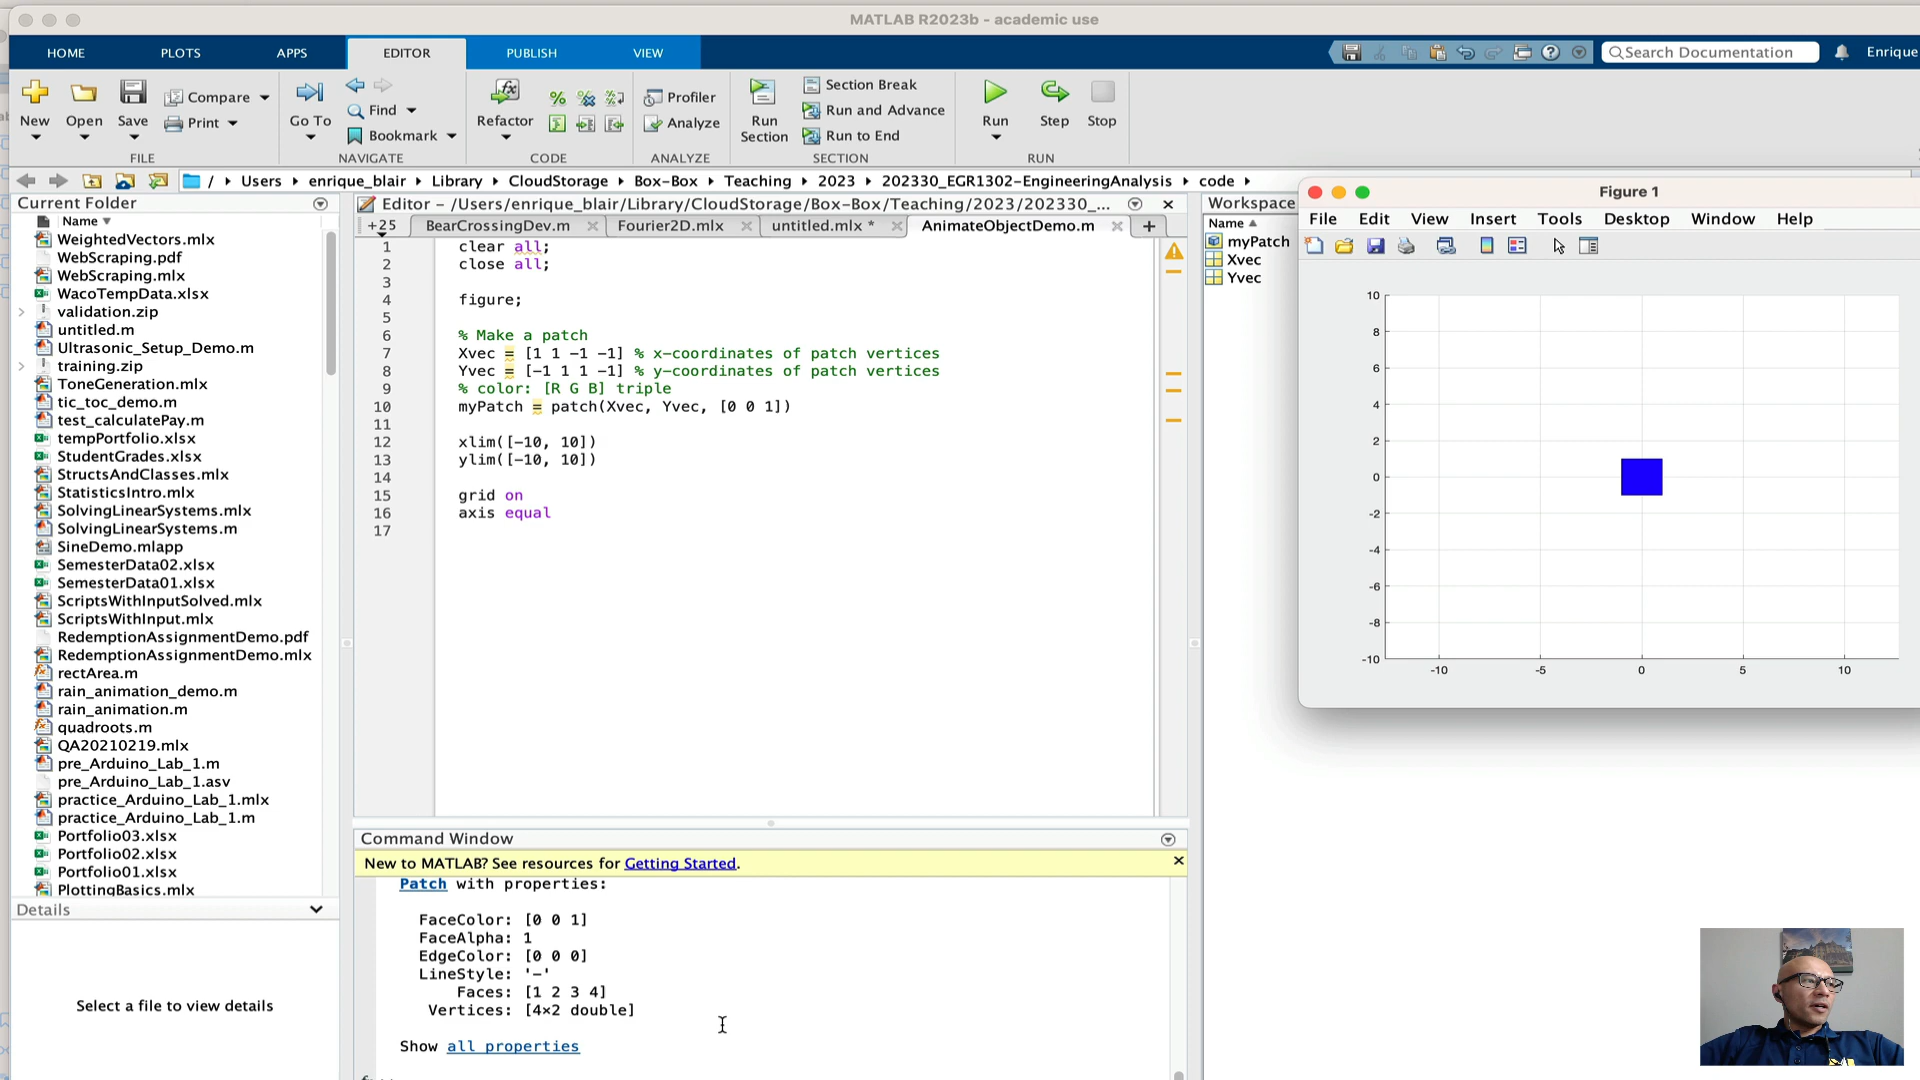 MATLAB R2023b - academic use
HOME PLOTS APPS EDITOR PUBLISH VIEW
Search Documentation
Enrique
New Open Save
Compare
Print
FILE
Go To
Find
Bookmark
NAVIGATE
Refactor
CODE
Profiler
Analyze
ANALYZE
Run Section
Section Break
Run and Advance
Run to End
SECTION
Run Step Stop
RUN
/ Users enrique_blair Library CloudStorage Box-Box Teaching 2023 202330_EGR1302-EngineeringAnalysis code
Current Folder
Name
WeightedVectors.mlx
WebScraping.pdf
WebScraping.mlx
WacoTempData.xlsx
validation.zip
untitled.m
Ultrasonic_Setup_Demo.m
training.zip
ToneGeneration.mlx
tic_toc_demo.m
test_calculatePay.m
tempPortfolio.xlsx
StudentGrades.xlsx
StructsAndClasses.mlx
StatisticsIntro.mlx
SolvingLinearSystems.mlx
SolvingLinearSystems.m
SineDemo.mlapp
SemesterData02.xlsx
SemesterData01.xlsx
ScriptsWithInputSolved.mlx
ScriptsWithInput.mlx
RedemptionAssignmentDemo.pdf
RedemptionAssignmentDemo.mlx
rectArea.m
rain_animation_demo.m
rain_animation.m
quadroots.m
QA20210219.mlx
pre_Arduino_Lab_1.m
pre_Arduino_Lab_1.asv
practice_Arduino_Lab_1.mlx
practice_Arduino_Lab_1.m
Portfolio03.xlsx
Portfolio02.xlsx
Portfolio01.xlsx
PlottingBasics.mlx
Details
Select a file to view details
Editor - /Users/enrique_blair/Library/CloudStorage/Box-Box/Teaching/2023/202330_...
+25 BearCrossingDev.m Fourier2D.mlx untitled.mlx * AnimateObjectDemo.m
1 clear all;
2 close all;
3
4 figure;
5
6 % Make a patch
7 Xvec = [1 1 -1 -1] % x-coordinates of patch vertices
8 Yvec = [-1 1 1 -1] % y-coordinates of patch vertices
9 % color: [R G B] triple
10 myPatch = patch(Xvec, Yvec, [0 0 1])
11
12 xlim([-10, 10])
13 ylim([-10, 10])
14
15 grid on
16 axis equal
17
Command Window
New to MATLAB? See resources for Getting Started.
Patch with properties:
FaceColor: [0 0 1]
FaceAlpha: 1
EdgeColor: [0 0 0]
LineStyle: '-'
Faces: [1 2 3 4]
Vertices: [4×2 double]
Show all properties
Workspace
Name
myPatch
Xvec
Yvec
Figure 1
File Edit View Insert Tools Desktop Window Help
10
8
6
4
2
0
-2
-4
-6
-8
-10
-10 -5 0 5 10